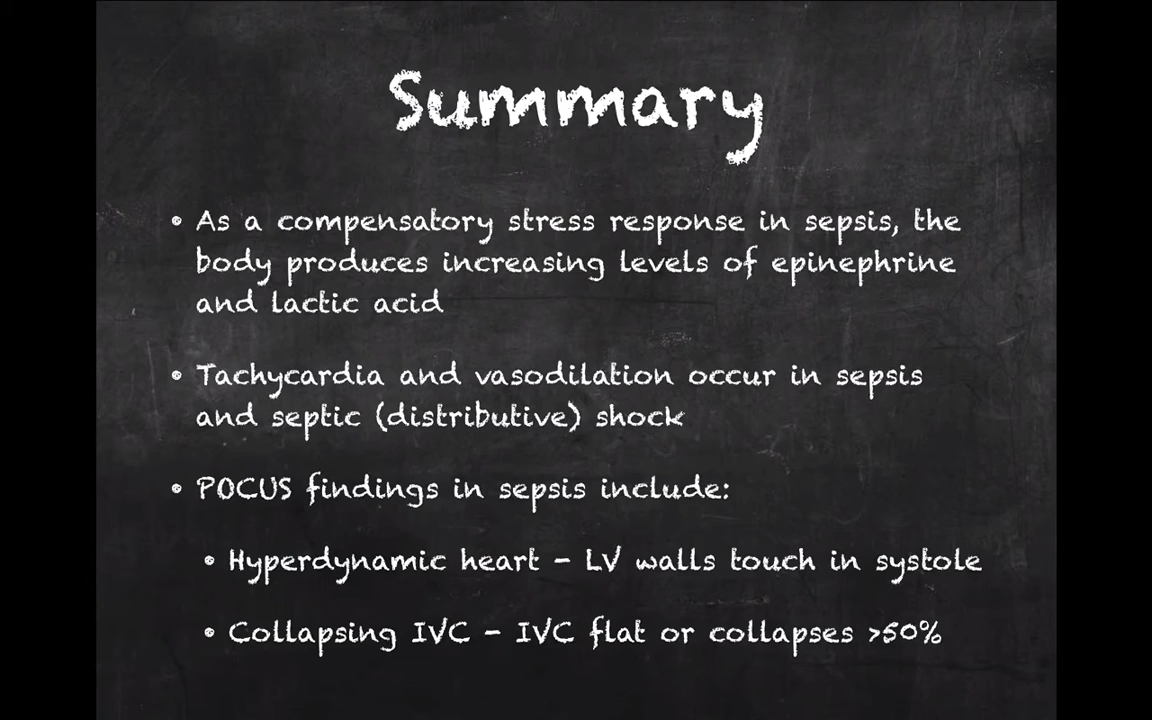 Summary
• As a compensatory stress response in sepsis, the
body produces increasing levels of epinephrine
and lactic acid
• Tachycardia and vasodilation occur in sepsis
and septic (distributive) shock
• POCUS findings in sepsis include:
• Hyperdynamic heart – LV walls touch in systole
• Collapsing IVC – IVC flat or collapses >50%